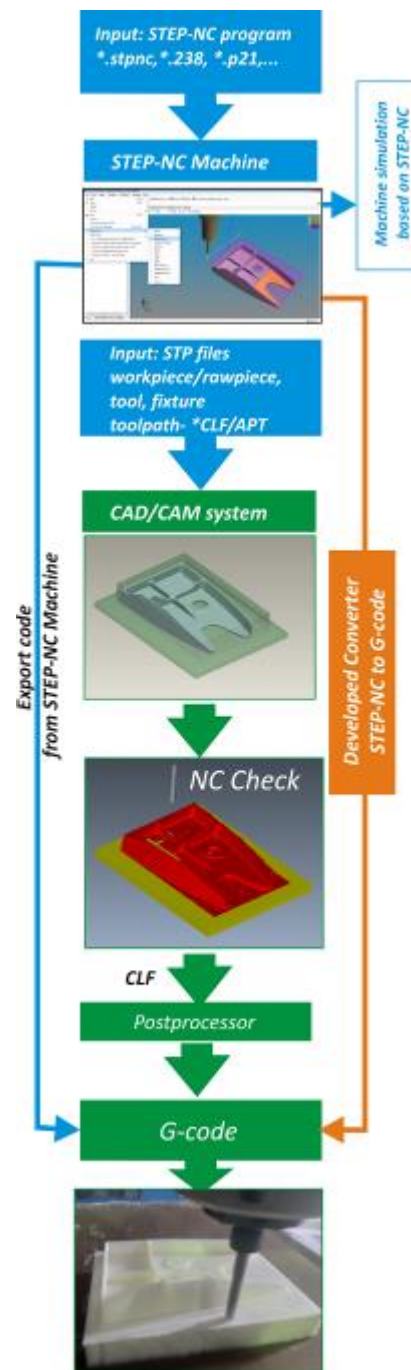 Input: STEP-NC program
*.stpnc,*.238, *.p21,...
STEP-NC Machine
Machine simulation
based on STEP-NC
Input: STP files
workpiece/rawpiece,
tool, fixture
toolpath- *CLF/APT
CAD/CAM system
Export code
from STEP-NC Machine
Developed Converter
STEP-NC to G-code
NC Check
CLF
Postprocessor
G-code